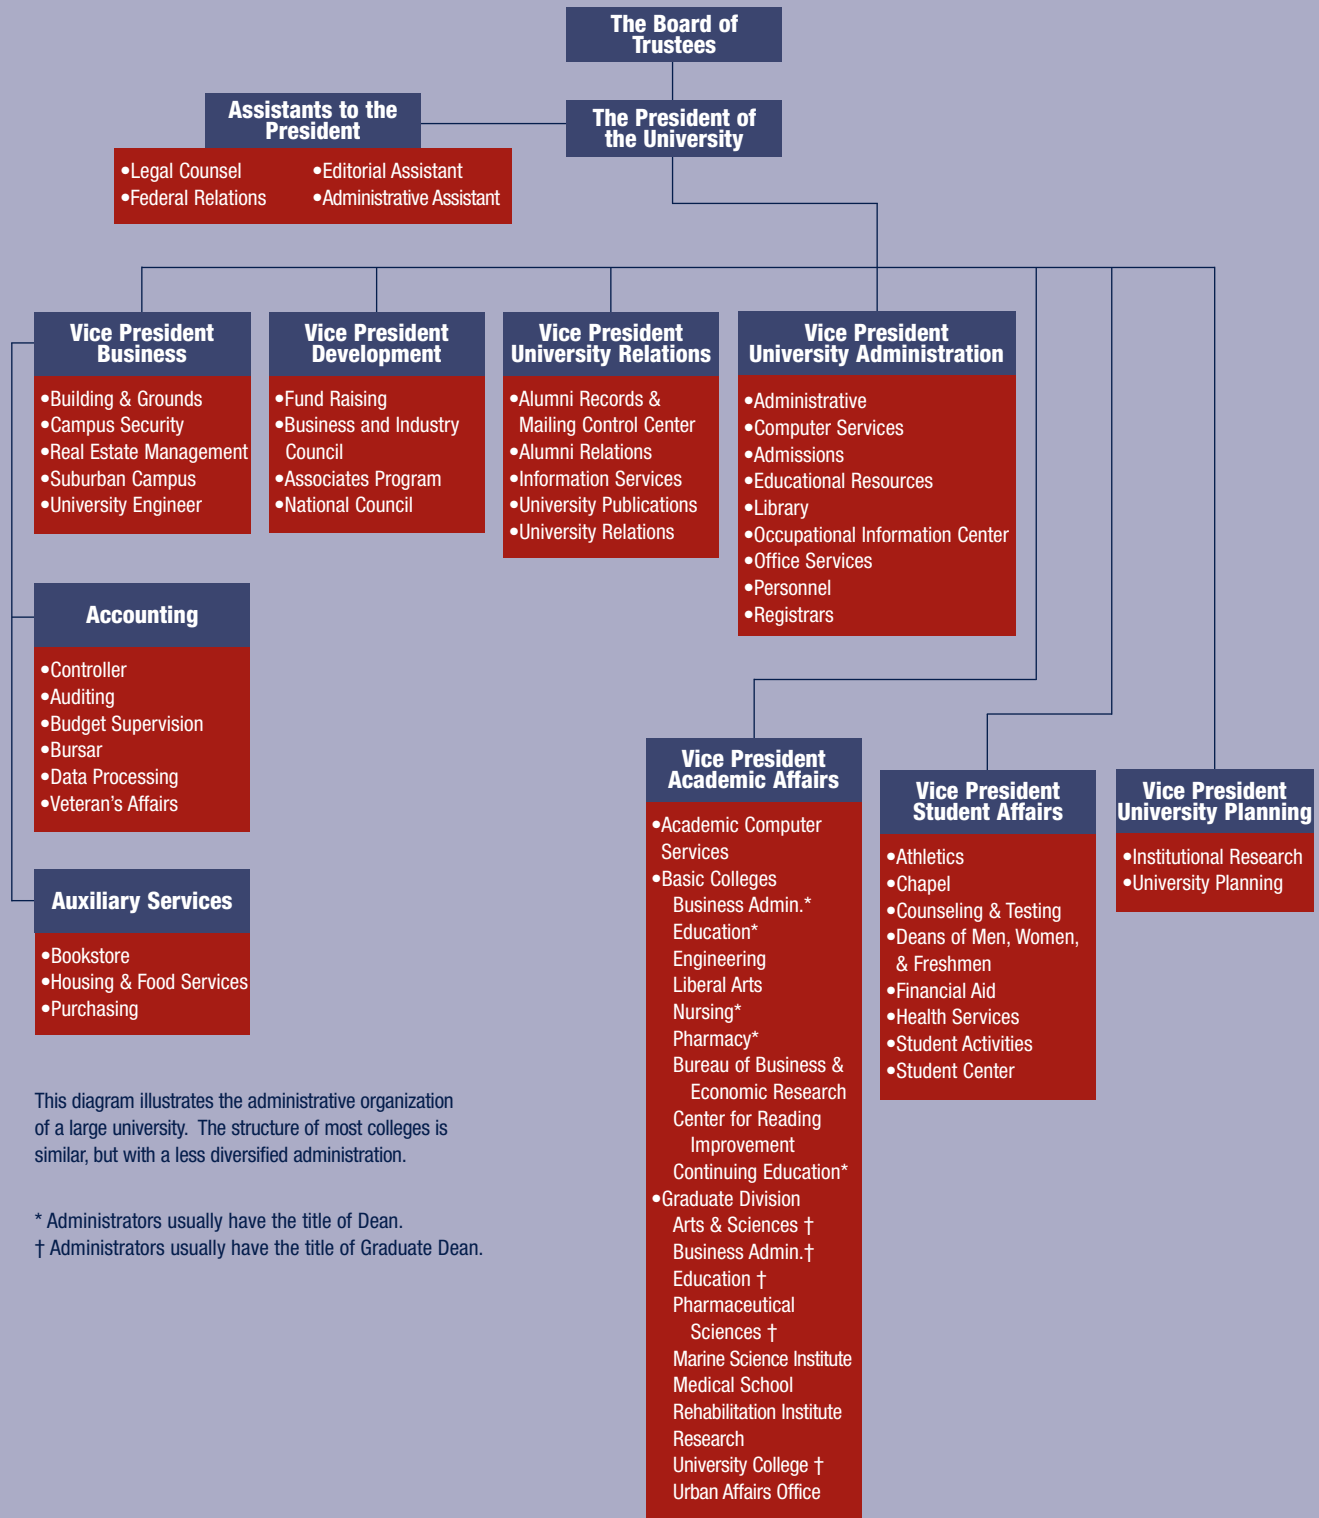 The Board of
Trustees
Assistants to the
President
The President of
the University
•Legal Counsel
•Federal Relations
•Editorial Assistant
•Administrative Assistant
Vice President
Business
•Building & Grounds
•Campus Security
•Real Estate Management
•Suburban Campus
•University Engineer
Vice President
Development
•Fund Raising
•Business and Industry
Council
•Associates Program
•National Council
Vice President
University Relations
•Alumni Records &
Mailing Control Center
•Alumni Relations
•Information Services
•University Publications
•University Relations
Vice President
University Administration
•Administrative
•Computer Services
•Admissions
•Educational Resources
•Library
•Occupational Information Center
•Office Services
•Personnel
•Registrars
Accounting
•Controller
•Auditing
•Budget Supervision
•Bursar
•Data Processing
•Veteran's Affairs
Auxiliary Services
•Bookstore
•Housing & Food Services
•Purchasing
Vice President
Academic Affairs
•Academic Computer
Services
•Basic Colleges
Business Admin.*
Education*
Engineering
Liberal Arts
Nursing*
Pharmacy*
Bureau of Business &
Economic Research
Center for Reading
Improvement
Continuing Education*
•Graduate Division
Arts & Sciences †
Business Admin.†
Education †
Pharmaceutical
Sciences †
Marine Science Institute
Medical School
Rehabilitation Institute
Research
University College †
Urban Affairs Office
Vice President
Student Affairs
•Athletics
•Chapel
•Counseling & Testing
•Deans of Men, Women,
& Freshmen
•Financial Aid
•Health Services
•Student Activities
•Student Center
Vice President
University Planning
•Institutional Research
•University Planning
This diagram illustrates the administrative organization
of a large university. The structure of most colleges is
similar, but with a less diversified administration.
* Administrators usually have the title of Dean.
† Administrators usually have the title of Graduate Dean.